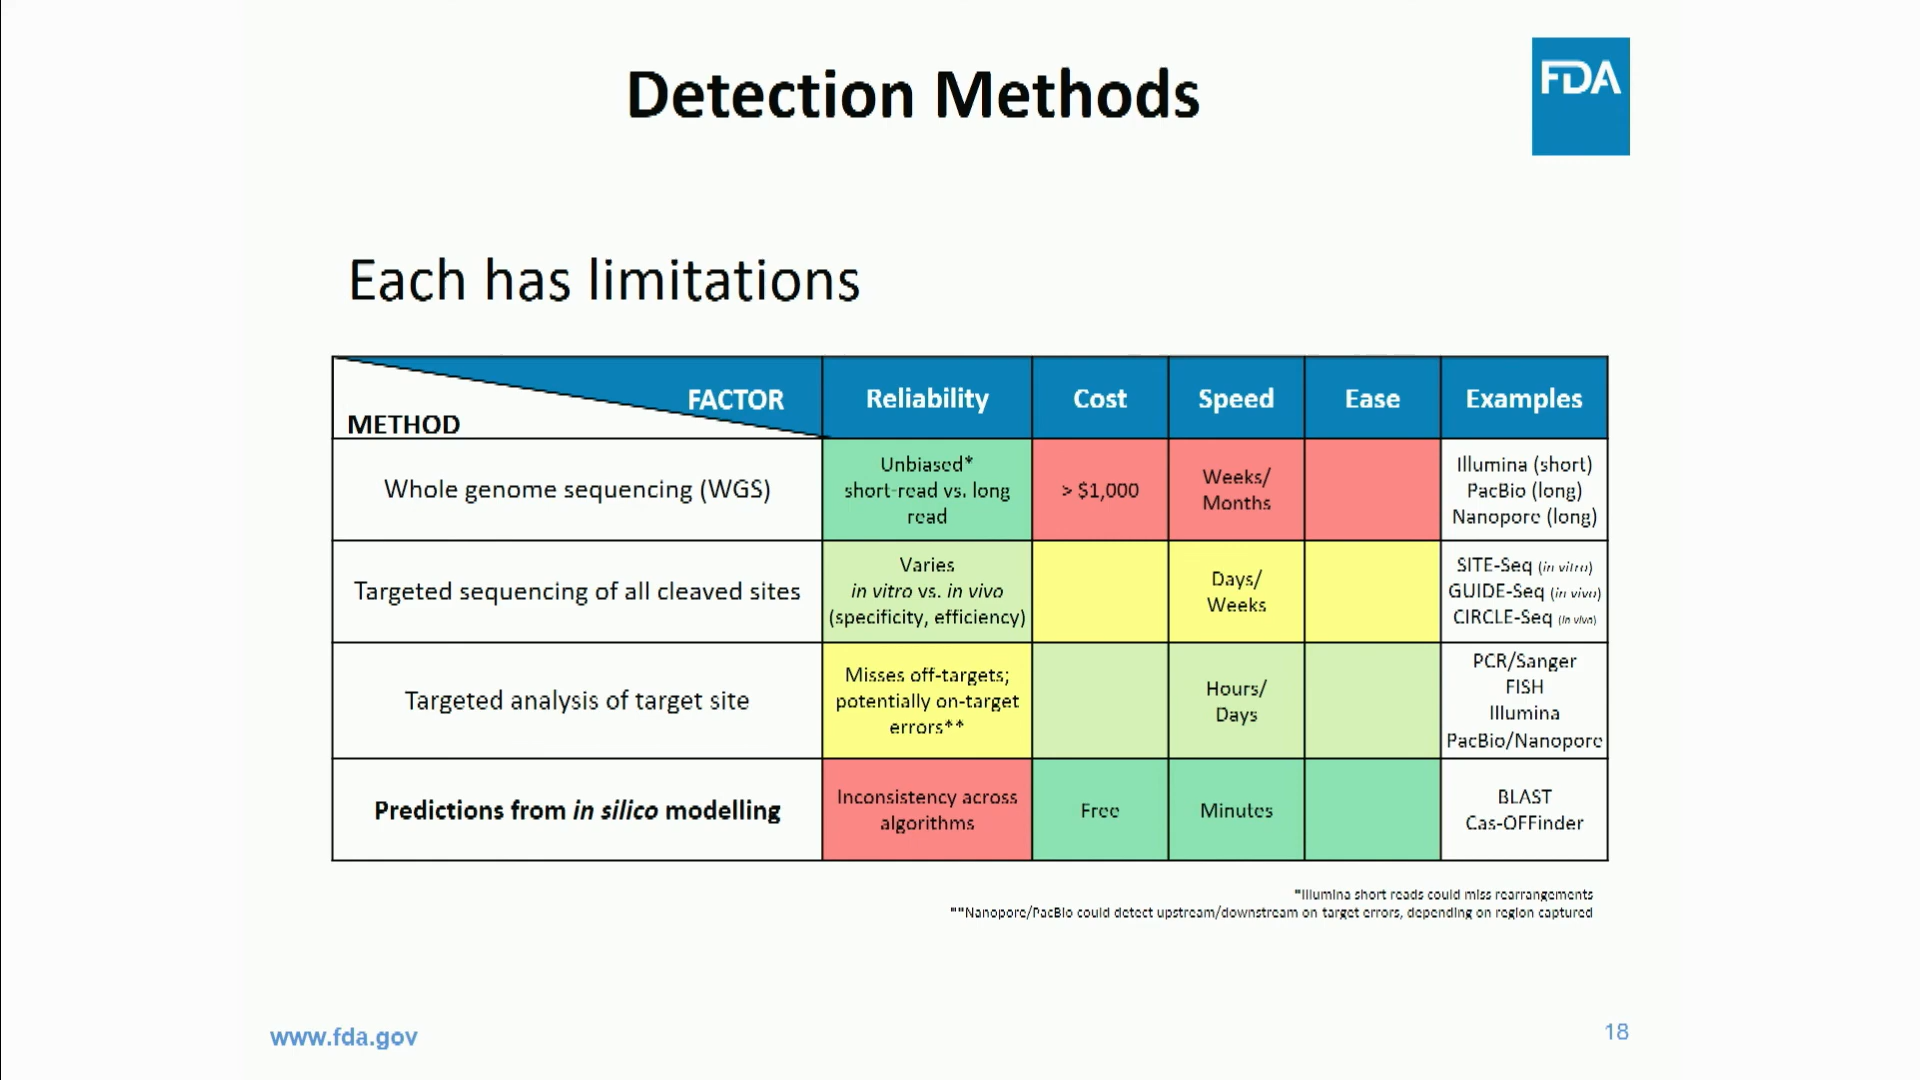 Detection Methods
FDA
Each has limitations
FACTOR
METHOD
Reliability
Cost
Speed
Ease
Examples
Whole genome sequencing (WGS)
Unbiased*
short-read vs. long
read
> $1,000
Weeks/
Months
Illumina (short)
PacBio (long)
Nanopore (long)
Targeted sequencing of all cleaved sites
Varies
in vitro vs. in vivo
(specificity, efficiency)
Days/
Weeks
SITE-Seq (in vitro)
GUIDE-Seq (in vivo)
CIRCLE-Seq (in vivo)
Targeted analysis of target site
Misses off-targets;
potentially on-target
errors**
Hours/
Days
PCR/Sanger
FISH
Illumina
PacBio/Nanopore
Predictions from in silico modelling
Inconsistency across
algorithms
Free
Minutes
BLAST
Cas-OFFinder
*Illumina short reads could miss rearrangements
**Nanopore/PacBio could detect upstream/downstream on target errors, depending on region captured
www.fda.gov
18